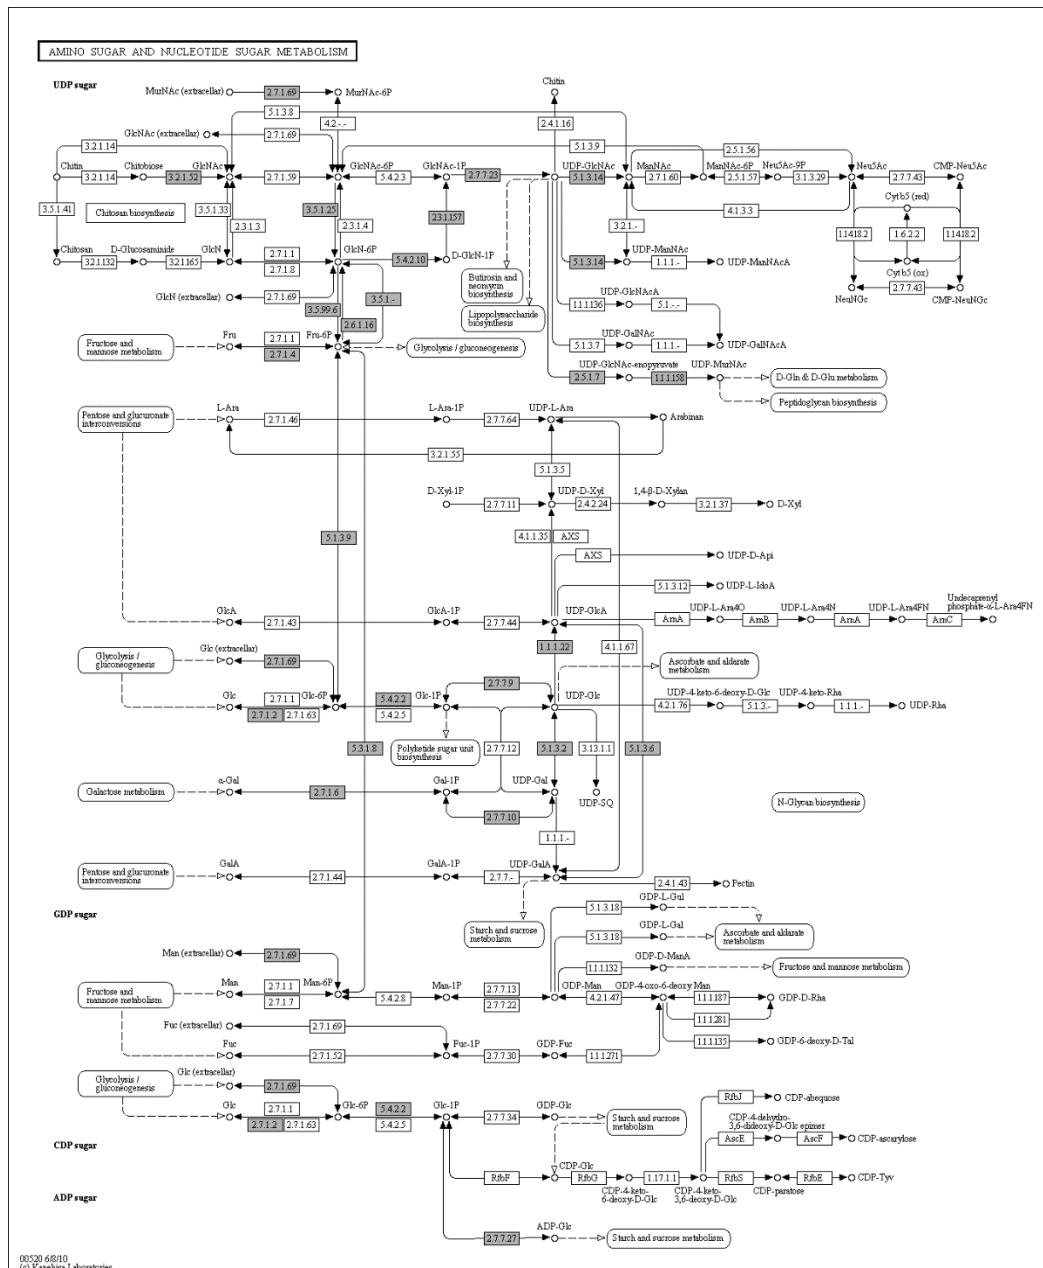 AMINO SUGAR AND NUCLEOTIDE SUGAR METABOLISM
UDP sugar
Chitin
MurNAc (extracellar) 2.7.1.69 MurNAc-6P
5.1.3.8 4.2.-.- 2.4.1.16
GlcNAc (extracellar) 2.7.1.69
3.2.1.14 5.1.3.9 2.5.1.56
Chitin Chitobiose GlcNAc GlcNAc-6P GlcNAc-1P UDP-GlcNAc ManNAc ManNAc-6P Neu5Ac-9P Neu5Ac CMP-Neu5Ac
3.2.1.14 3.2.1.52 2.7.1.59 5.4.2.3 2.7.7.23 5.1.3.14 2.7.1.60 2.5.1.57 3.1.3.29 2.7.7.43
Cyt b5 (red)
3.5.1.41 Chitosan biosynthesis 3.5.1.33 3.5.1.25 2.3.1.157 4.1.3.3
2.3.1.3 2.3.1.4 3.2.1.- 1.14.18.2 1.6.2.2 1.14.18.2
Chitosan D-Glucosaminide GlcN GlcN-6P UDP-ManNAc
3.2.1.132 3.2.1.165 2.7.1.1 5.4.2.10 D-GlcN-1P 5.1.3.14 1.1.1.- UDP-ManNAcA
2.7.1.8 Cyt b5 (ox)
Butirosin and
neomycin
biosynthesis
GlcN (extracellar) 2.7.1.69 3.5.1.- UDP-GlcNAcA NeuNGc 2.7.7.43 CMP-NeuNGc
3.5.99.6 1.1.1.136 5.1.-.-
Lipopolysaccharide
biosynthesis
2.6.1.16 UDP-GalNAc
Fructose and
mannose metabolism
Fru 2.7.1.1 Fru-6P Glycolysis / gluconeogenesis 5.1.3.7 1.1.1.- UDP-GalNAcA
2.7.1.4 UDP-GlcNAc-enopyruvate UDP-MurNAc
2.5.1.7 1.1.1.158 D-Gln & D-Glu metabolism
Peptidoglycan biosynthesis
Pentose and glucuronate
interconversions
L-Ara L-Ara-1P UDP-L-Ara
2.7.1.46 2.7.7.64 Arabinan
3.2.1.55
5.1.3.5
D-Xyl-1P UDP-D-Xyl 1,4-β-D-Xylan
2.7.7.11 2.4.2.24 3.2.1.37 D-Xyl
5.1.3.9 4.1.1.35 AXS
AXS UDP-D-Api
5.1.3.12 UDP-L-IdoA
GlcA GlcA-1P UDP-GlcA UDP-L-Ara4O UDP-L-Ara4N UDP-L-Ara4FN Undecaprenyl
phosphate-α-L-Ara4FN
2.7.1.43 2.7.7.44 ArnA ArnB ArnA ArnC
1.1.1.22 4.1.1.67
Glycolysis /
gluconeogenesis
Glc (extracellar) 2.7.1.69
Ascorbate and aldarate
metabolism
2.7.7.9
Glc 2.7.1.1 Glc-6P 5.4.2.2 Glc-1P UDP-Glc UDP-4-keto-6-deoxy-D-Glc UDP-4-keto-Rha
2.7.1.2 2.7.1.63 5.4.2.5 4.2.1.76 5.1.3.- 1.1.1.- UDP-Rha
5.3.1.8 Polyketide sugar unit
biosynthesis
2.7.7.12 5.1.3.2 3.13.1.1 5.1.3.6
Galactose metabolism α-Gal 2.7.1.6 Gal-1P UDP-Gal UDP-SQ N-Glycan biosynthesis
2.7.7.10
1.1.1.-
Pentose and glucuronate
interconversions
GalA 2.7.1.44 GalA-1P 2.7.7.- UDP-GalA
2.4.1.43 Pectin
GDP sugar
Starch and sucrose
metabolism
5.1.3.18 GDP-L-Gul
5.1.3.18 GDP-L-Gal
Ascorbate and aldarate
metabolism
Man (extracellar) 2.7.1.69 1.1.1.132 GDP-D-ManA Fructose and mannose metabolism
Fructose and
mannose metabolism
Man 2.7.1.1 Man-6P Man-1P 2.7.7.13 GDP-Man GDP-4-oxo-6-deoxy Man
2.7.1.7 5.4.2.8 2.7.7.22 4.2.1.47 1.1.1.187 GDP-D-Rha
1.1.1.281
Fuc (extracellar) 2.7.1.69
Fuc 2.7.1.52 Fuc-1P 2.7.7.30 GDP-Fuc 1.1.1.271 1.1.1.135 GDP-6-deoxy-D-Tal
Glycolysis /
gluconeogenesis
Glc (extracellar) 2.7.1.69
Glc 2.7.1.1 Glc-6P 5.4.2.2 Glc-1P 2.7.7.34 GDP-Glc
2.7.1.2 2.7.1.63 5.4.2.5
Starch and sucrose
metabolism
RfbJ CDP-abequose
CDP-4-dehydro-
3,6-dideoxy-D-Glc epimer
CDP sugar
AscE AscF CDP-ascarylose
RfbF CDP-Glc RfbG 1.17.1.1 RfbS RfbE CDP-Tyv
CDP-4-keto-
6-deoxy-D-Glc
CDP-4-keto-
3,6-deoxy-D-Glc
CDP-paratose
ADP sugar
2.7.7.27 ADP-Glc Starch and sucrose metabolism
00520 6/8/10
(c) Kanehisa Laboratories